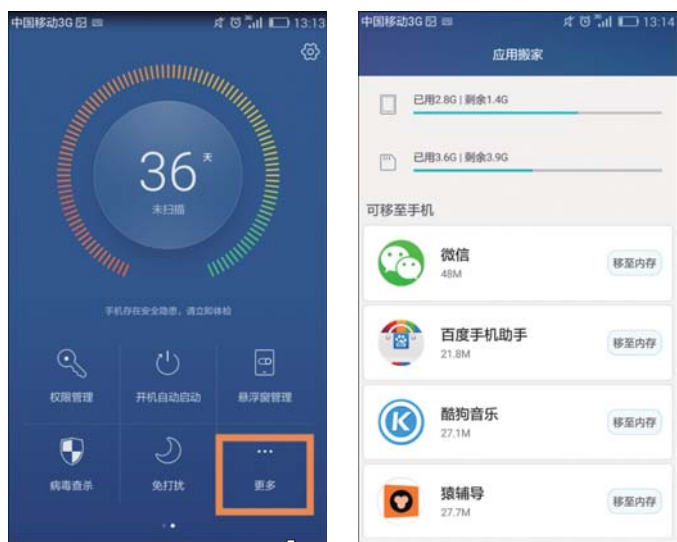 中国移动3G
13:13
36天
未扫描
手机存在安全隐患，请立即体检
权限管理
开机自动启动
悬浮窗管理
病毒查杀
免打扰
更多
中国移动3G
13:14
应用搬家
已用2.8G | 剩余1.4G
已用3.6G | 剩余3.9G
可移至手机
微信
48M
移至内存
百度手机助手
21.8M
移至内存
酷狗音乐
27.1M
移至内存
猿辅导
27.7M
移至内存